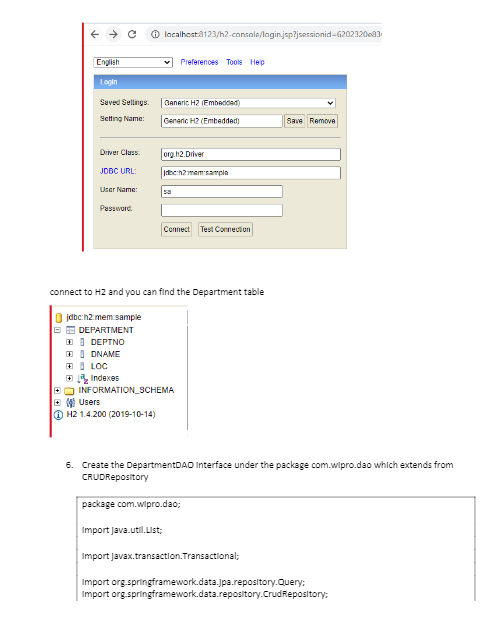 localhost:8123/h2-console/login.jsp?jsessionid=6202320e83
English Preferences Tools Help
Login
Saved Settings: Generic H2 (Embedded)
Setting Name: Generic H2 (Embedded) Save Remove
Driver Class: org.h2.Driver
JDBC URL: jdbc:h2:mem:sample
User Name: sa
Password:
Connect Test Connection
connect to H2 and you can find the Department table
jdbc:h2:mem:sample
DEPARTMENT
DEPTNO
DNAME
LOC
Indexes
INFORMATION_SCHEMA
Users
H2 1.4.200 (2019-10-14)
6. Create the DepartmentDAO Interface under the package com.wipro.dao which extends from
CRUDRepository
package com.wipro.dao;
import java.util.List;
import javax.transaction.Transactional;
import org.springframework.data.jpa.repository.Query;
import org.springframework.data.repository.CrudRepository;